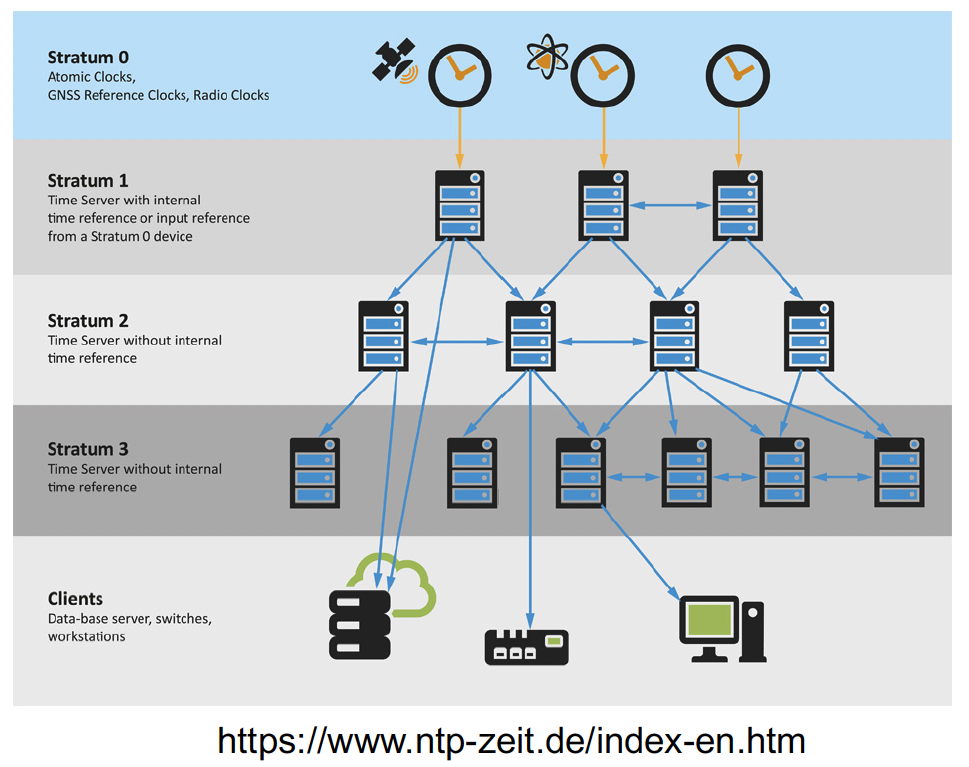 Stratum 0
Atomic Clocks,
GNSS Reference Clocks, Radio Clocks
Stratum 1
Time Server with internal
time reference or input reference
from a Stratum 0 device
Stratum 2
Time Server without internal
time reference
Stratum 3
Time Server without internal
time reference
Clients
Data-base server, switches,
workstations
https://www.ntp-zeit.de/index-en.htm